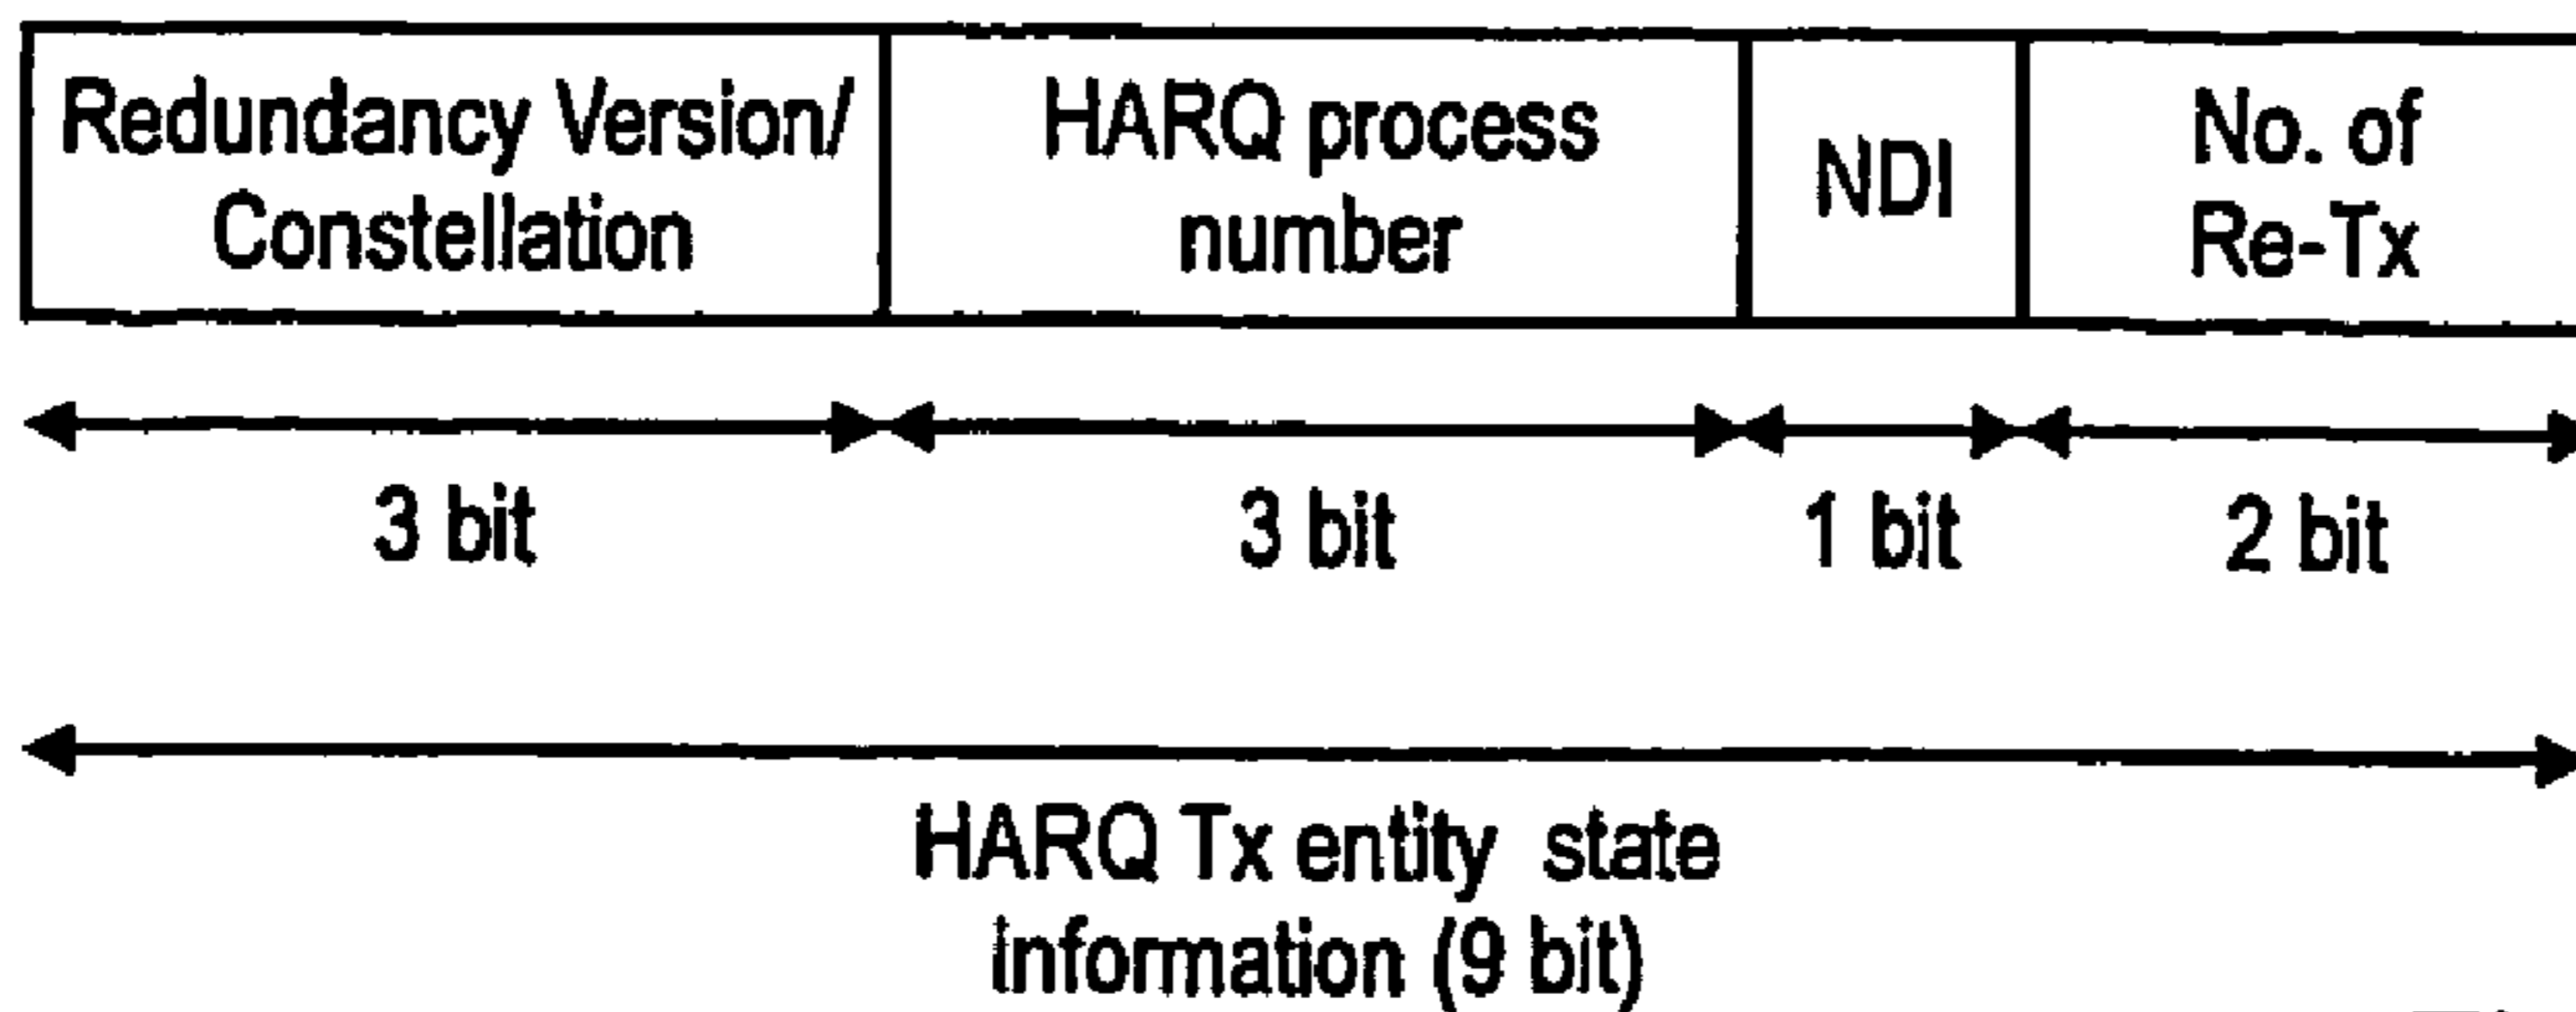 Redundancy Version/
Constellation
HARQ process
number
NDI
No. of
Re-Tx
3 bit
3 bit
1 bit
2 bit
HARQ Tx entity state
information (9 bit)